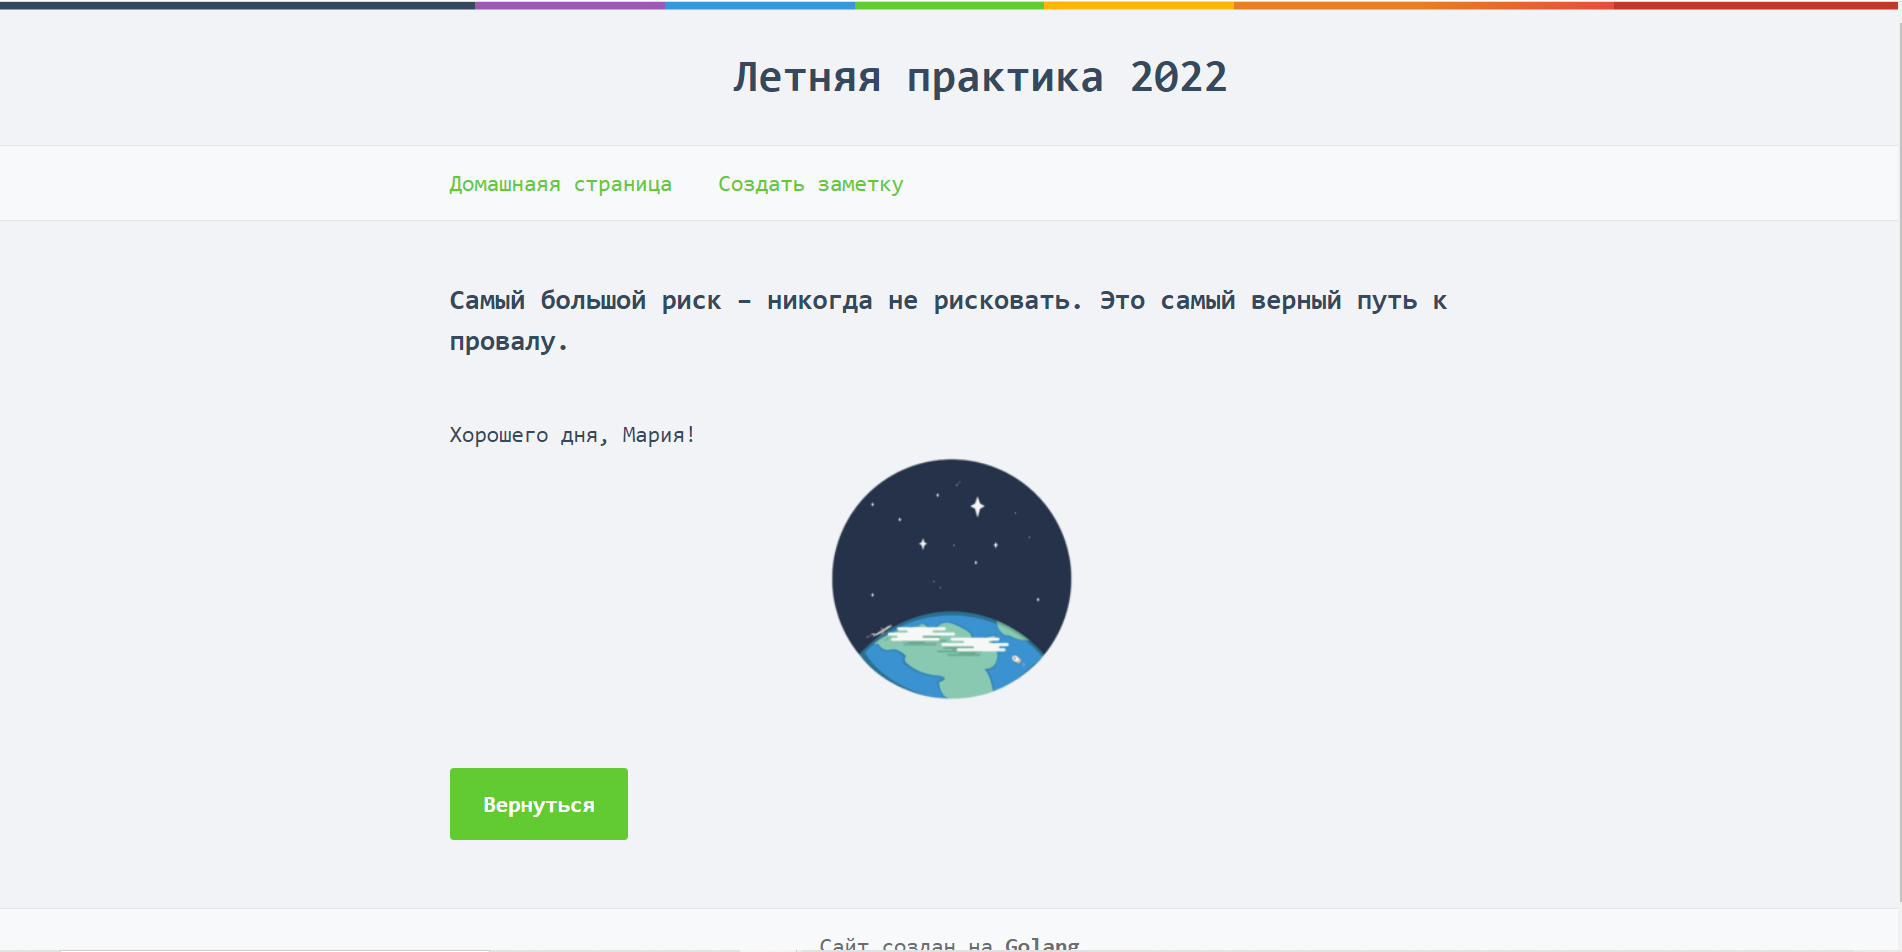 Летняя практика 2022
Домашнаяя страница Создать заметку
Самый большой риск – никогда не рисковать. Это самый верный путь к
провалу.
Хорошего дня, Мария!
Вернуться
Сайт создан на Golang